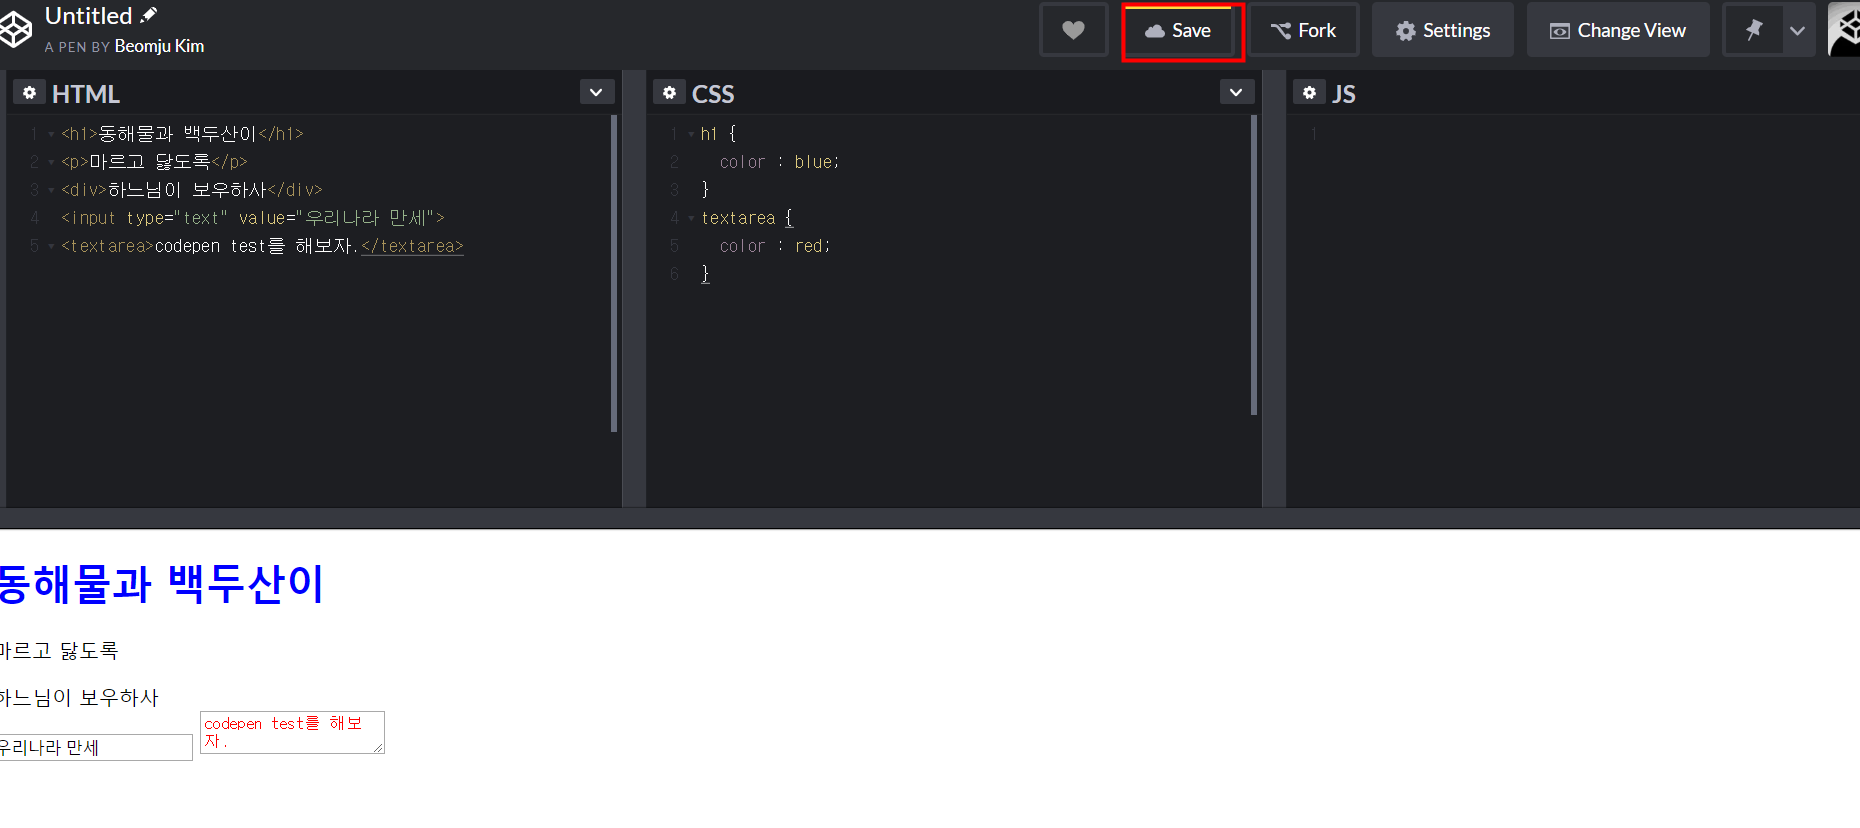 Untitled
A PEN BY Beomju Kim
Save
Fork
Settings
Change View
HTML
1 <h1>동해물과 백두산이</h1>
2 <p>마르고 닳도록</p>
3 <div>하느님이 보우하사</div>
4 <input type="text" value="우리나라 만세">
5 <textarea>codepen test를 해보자.</textarea>
CSS
1 h1 {
2 color : blue;
3 }
4 textarea {
5 color : red;
6 }
JS
1
동해물과 백두산이
마르고 닳도록
하느님이 보우하사
우리나라 만세
codepen test를 해보
자.